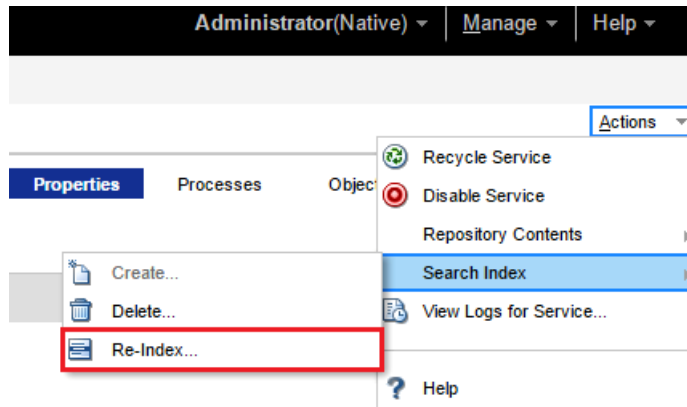 Administrator(Native) Manage Help
Actions
Recycle Service
Properties Processes Objec
Disable Service
Repository Contents
Create...
Search Index
Delete...
View Logs for Service...
Re-Index...
Help